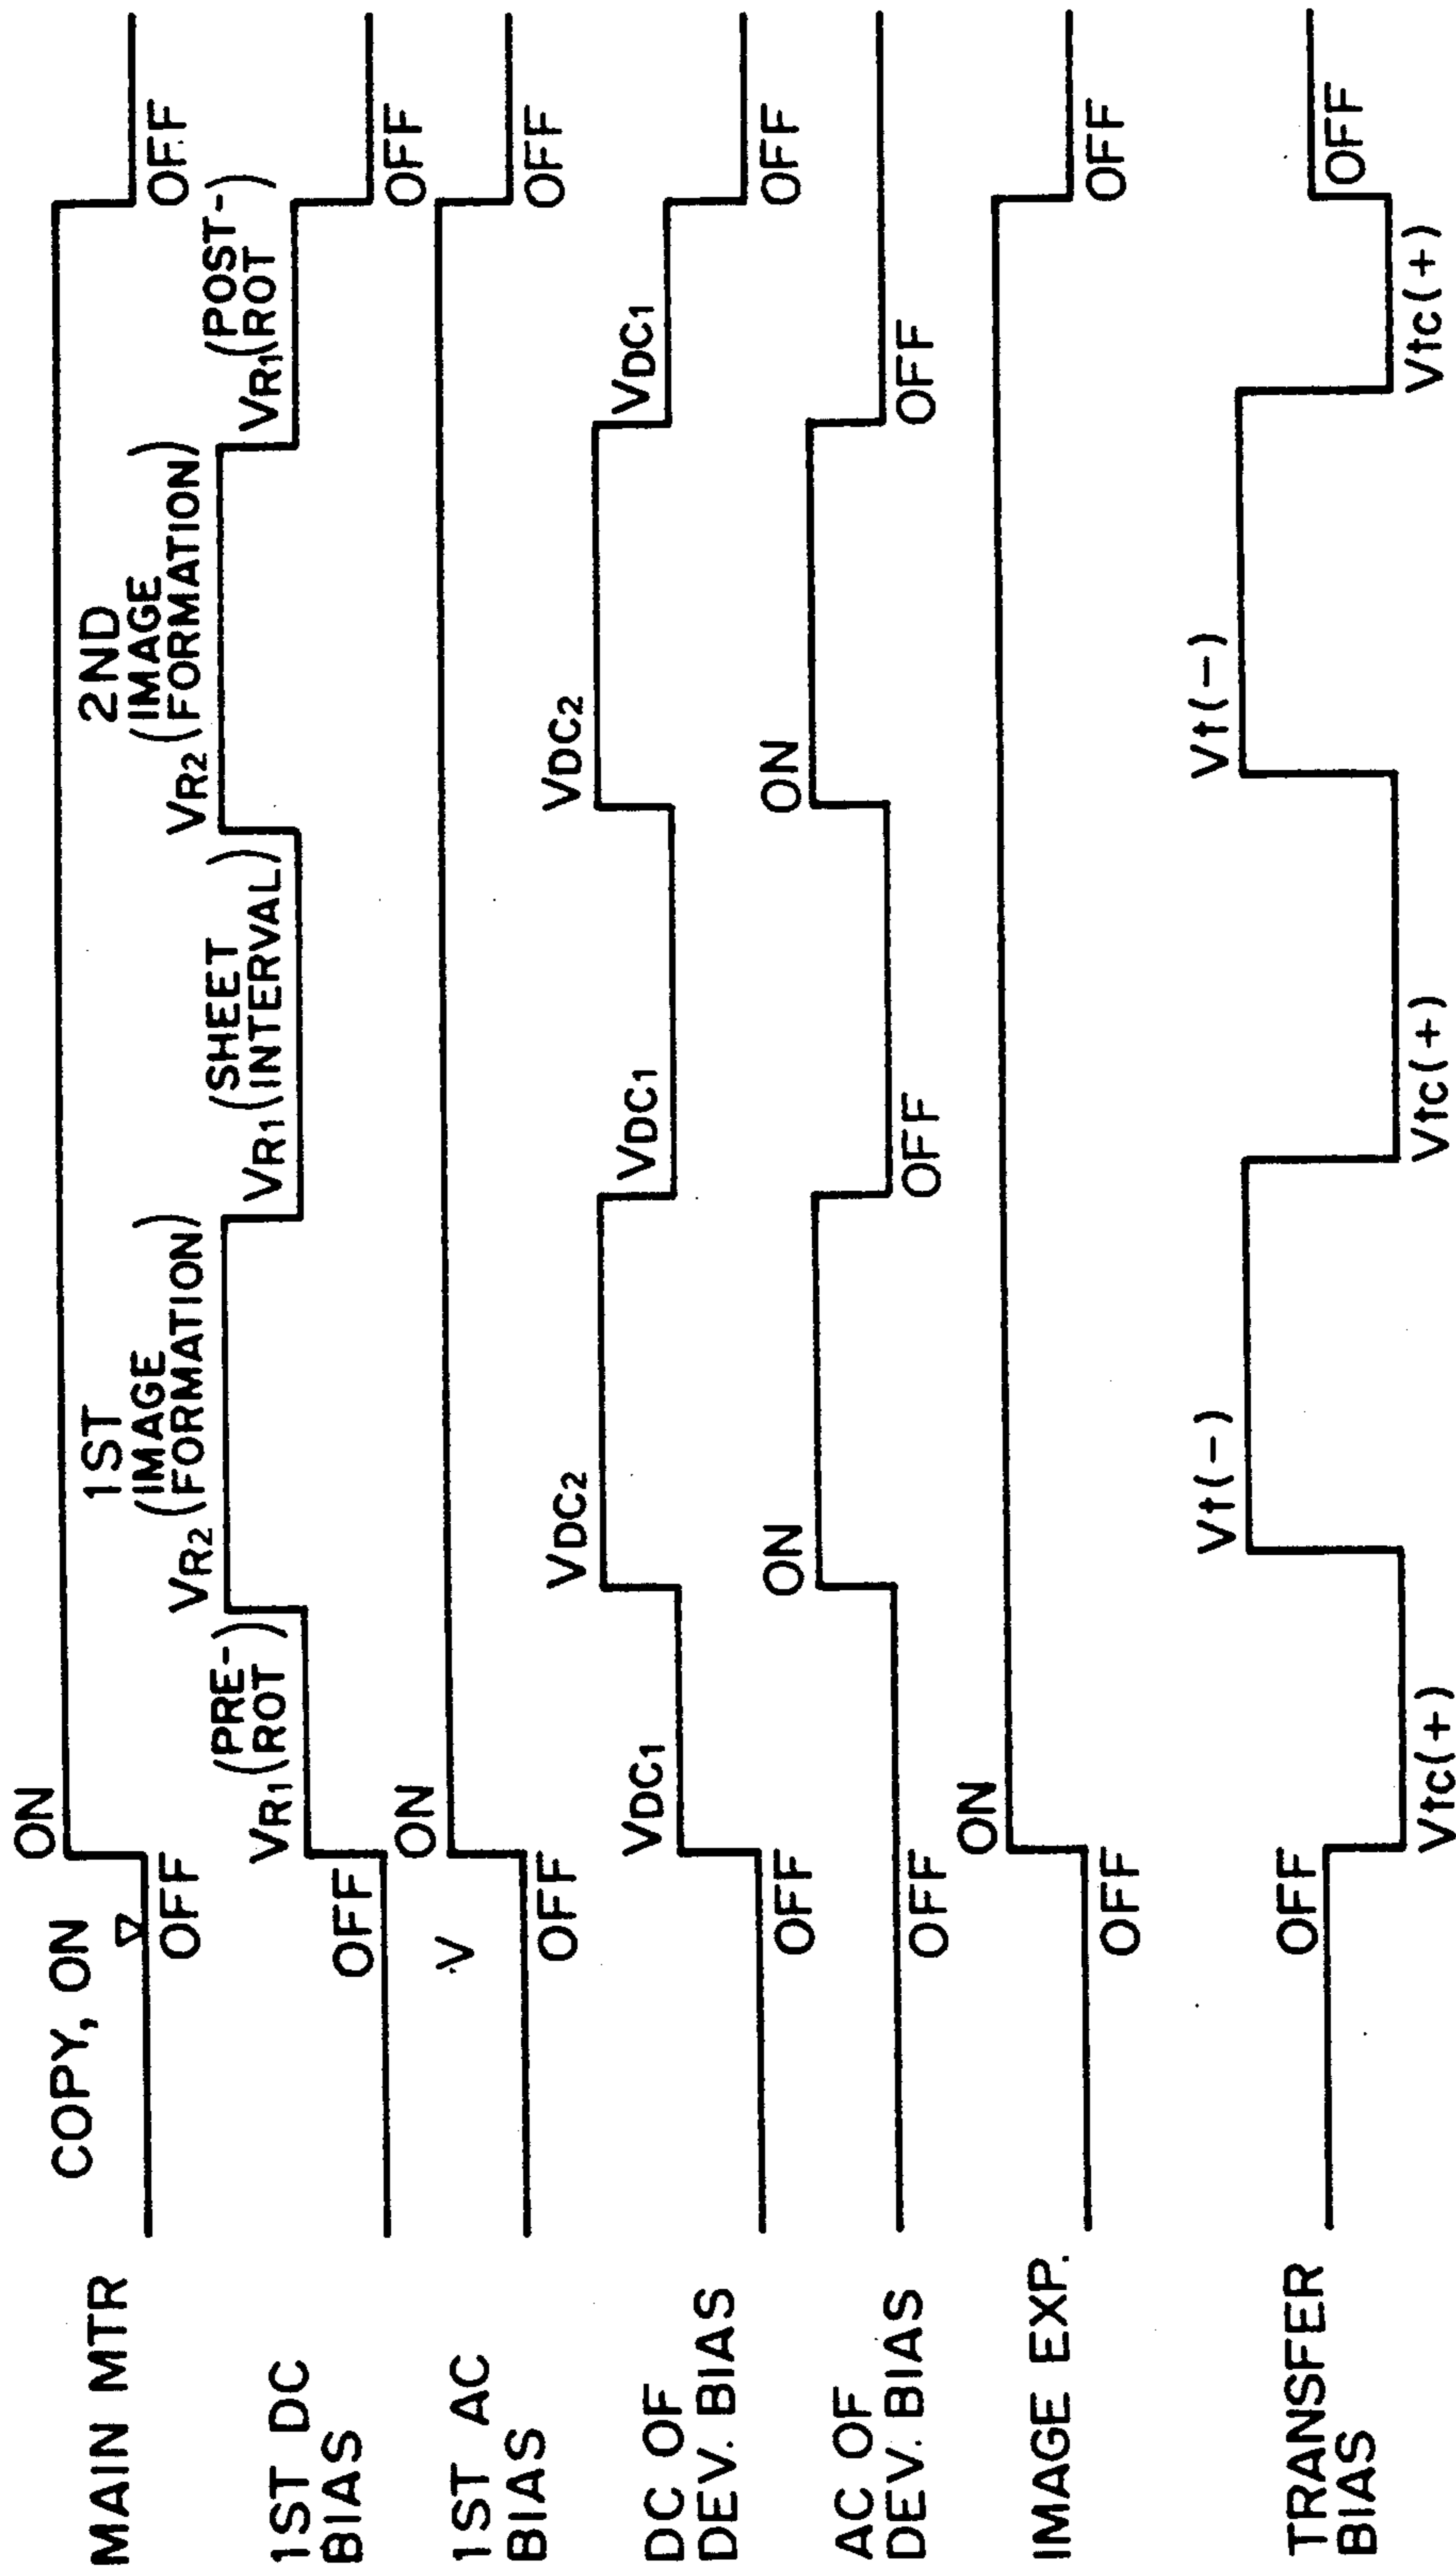 COPY, ON
MAIN MTR
OFF
ON
OFF
1ST
(IMAGE
FORMATION)
2ND
(IMAGE
FORMATION)
1ST DC
BIAS
OFF
VR1 (PRE-
ROT)
VR2
VR1 (SHEET
INTERVAL)
VR2
VR1 (POST-
ROT)
OFF
1ST AC
BIAS
V
OFF
ON
OFF
DC OF
DEV. BIAS
OFF
VDC1
VDC2
VDC1
VDC2
VDC1
OFF
AC OF
DEV. BIAS
OFF
ON
OFF
ON
OFF
IMAGE EXP.
OFF
ON
OFF
TRANSFER
BIAS
OFF
Vtc(+)
Vt(-)
Vtc(+)
Vt(-)
Vtc(+)
OFF